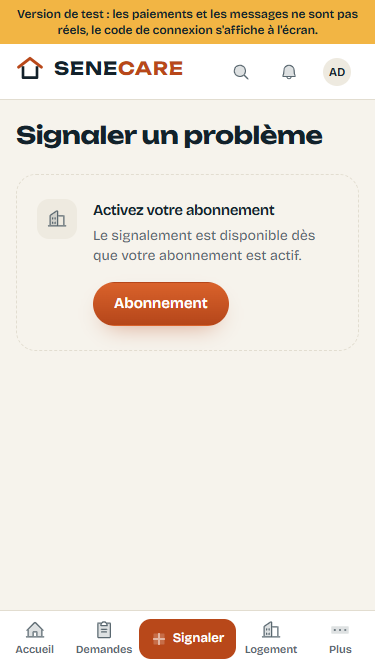 Version de test : les paiements et les messages ne sont pas
réels, le code de connexion s'affiche à l'écran.
SENECARE
AD
Signaler un problème
Activez votre abonnement
Le signalement est disponible dès
que votre abonnement est actif.
Abonnement
Accueil
Demandes
Signaler
Logement
Plus